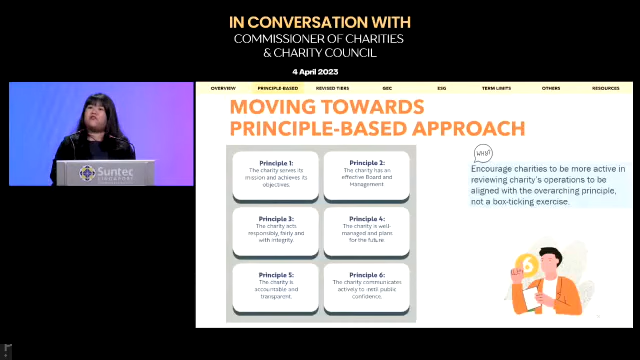 IN CONVERSATION WITH
COMMISSIONER OF CHARITIES
& CHARITY COUNCIL
4 April 2023
OVERVIEW PRINCIPLE-BASED REVISED TIERS GEC ESG TERM LIMITS OTHERS RESOURCES
MOVING TOWARDS
PRINCIPLE-BASED APPROACH
Principle 1:
The charity serves its
mission and achieves its
objectives.
Principle 2:
The charity has an
effective Board and
Management
Principle 3:
The charity acts
responsibly, fairly and
with integrity.
Principle 4:
The charity is well-
managed and plans
for the future.
Principle 5:
The charity is
accountable and
transparent.
Principle 6:
The charity communicates
actively to instil public
confidence.
WHY?
Encourage charities to be more active in
reviewing charity's operations to be
aligned with the overarching principle,
not a box-ticking exercise.
6
Suntec
SINGAPORE